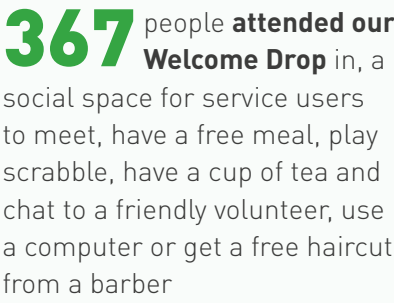 367 people attended our
Welcome Drop in, a
social space for service users
to meet, have a free meal, play
scrabble, have a cup of tea and
chat to a friendly volunteer, use
a computer or get a free haircut
from a barber